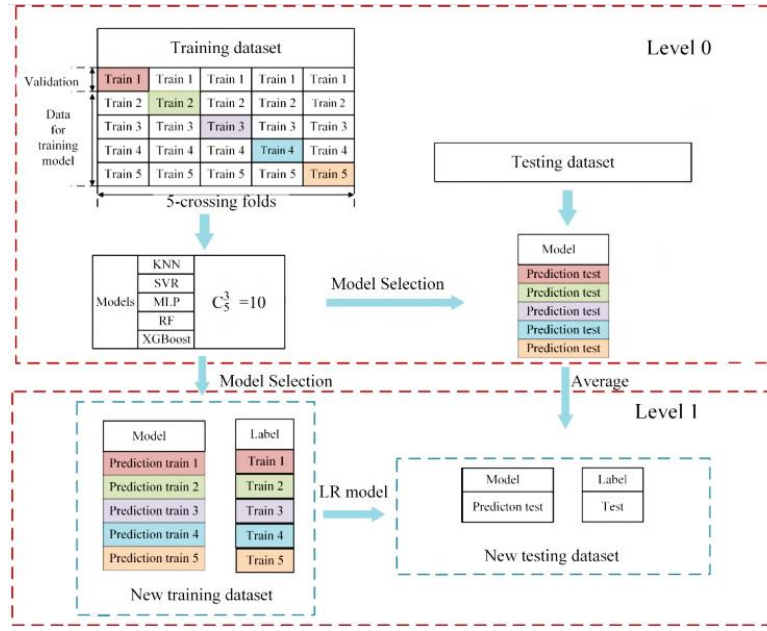 Training dataset
Level 0
Validation
Train 1 Train 1 Train 1 Train 1 Train 1
Train 2 Train 2 Train 2 Train 2 Train 2
Data
for
training
model
Train 3 Train 3 Train 3 Train 3 Train 3
Train 4 Train 4 Train 4 Train 4 Train 4
Train 5 Train 5 Train 5 Train 5 Train 5
5-crossing folds
Testing dataset
Models
KNN
SVR
MLP
RF
XGBoost
C₅³ =10
Model Selection
Model
Prediction test
Prediction test
Prediction test
Prediction test
Prediction test
Model Selection
Average
Level 1
Model
Prediction train 1
Prediction train 2
Prediction train 3
Prediction train 4
Prediction train 5
Label
Train 1
Train 2
Train 3
Train 4
Train 5
New training dataset
LR model
Model
Predicton test
Label
Test
New testing dataset